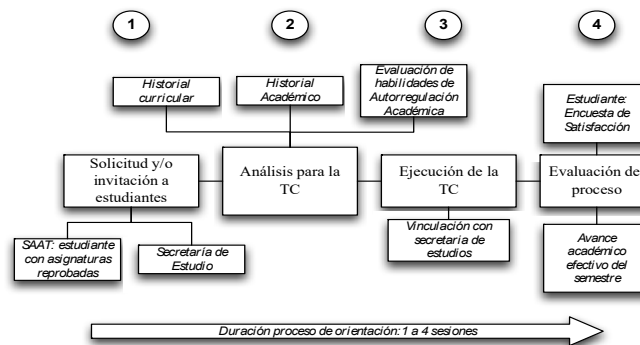 1
2
3
4
Historial
curricular
Historial
Académico
Evaluación de
habilidades de
Autorregulación
Académica
Estudiante:
Encuesta de
Satisfacción
Solicitud y/o
invitación a
estudiantes
Análisis para la
TC
Ejecución de la
TC
Evaluación de
proceso
SAAT: estudiante
con asignaturas
reprobadas
Secretaría de
Estudio
Vinculación con
secretaria de
estudios
Avance
académico
efectivo del
semestre
Duración proceso de orientación: 1 a 4 sesiones